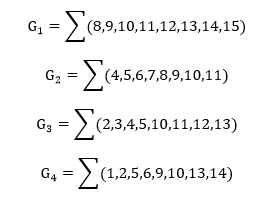 G₁ = ∑(8,9,10,11,12,13,14,15)
G₂ = ∑(4,5,6,7,8,9,10,11)
G₃ = ∑(2,3,4,5,10,11,12,13)
G₄ = ∑(1,2,5,6,9,10,13,14)